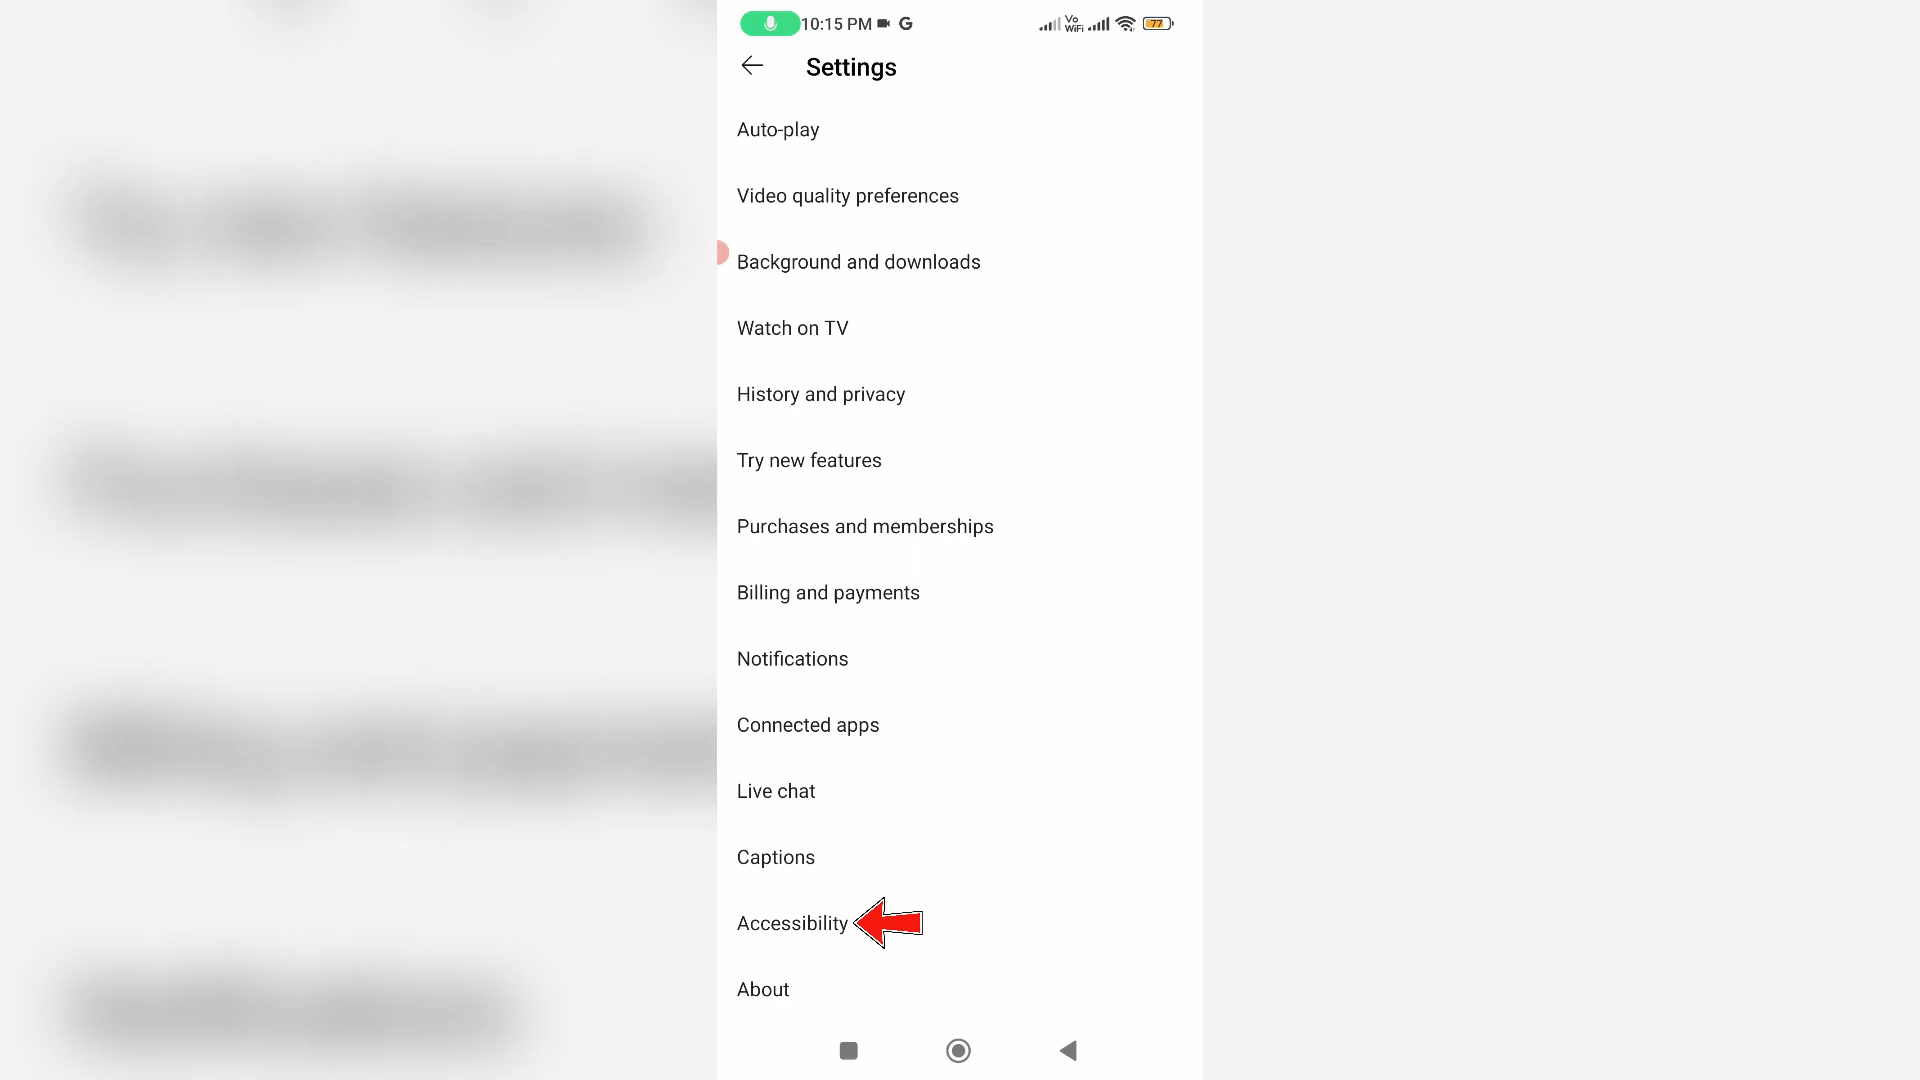 10:15 PM G Vo WiFi 77
Settings
Auto-play
Video quality preferences
Background and downloads
Watch on TV
History and privacy
Try new features
Purchases and memberships
Billing and payments
Notifications
Connected apps
Live chat
Captions
Accessibility
About